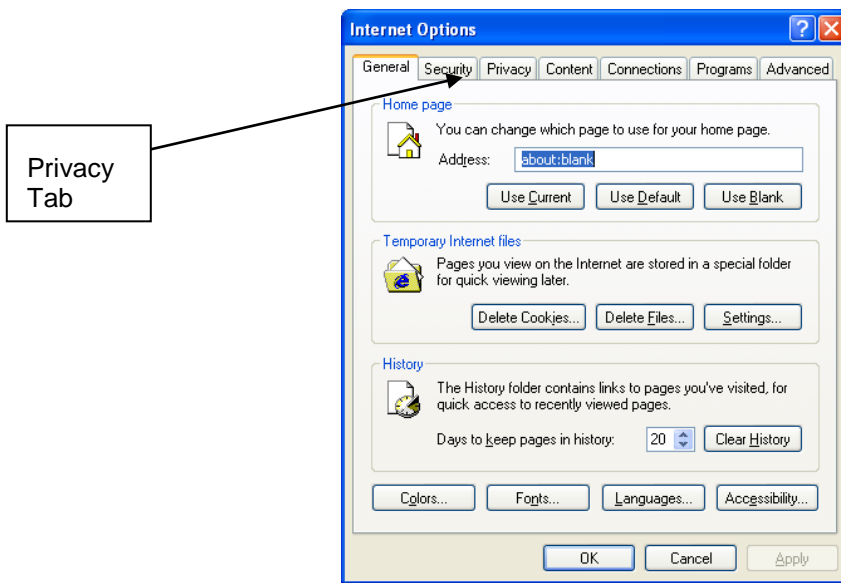 Internet Options
General Security Privacy Content Connections Programs Advanced
Home page
You can change which page to use for your home page.
Address: about:blank
Use Current Use Default Use Blank
Privacy
Tab
Temporary Internet files
Pages you view on the Internet are stored in a special folder
for quick viewing later.
Delete Cookies... Delete Files... Settings...
History
The History folder contains links to pages you've visited, for
quick access to recently viewed pages.
Days to keep pages in history: 20 Clear History
Colors... Fonts... Languages... Accessibility...
OK Cancel Apply